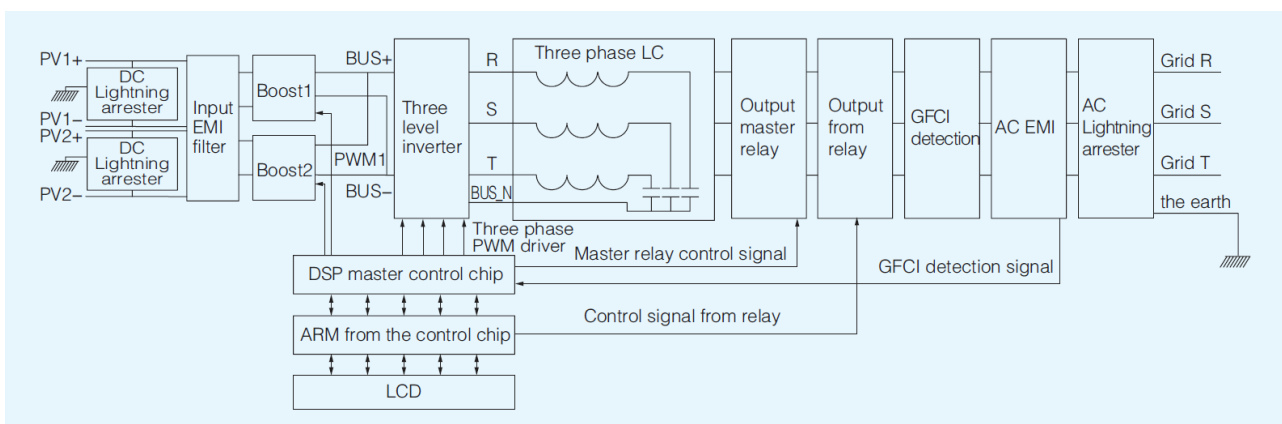 PV1+
DC
Lightning
arrester
PV1−
PV2+
DC
Lightning
arrester
PV2−
Input
EMI
filter
Boost1
Boost2
BUS+
PWM1
BUS−
Three
level
inverter
R
S
T
BUS_N
Three phase LC
Output
master
relay
Output
from
relay
GFCI
detection
AC EMI
AC
Lightning
arrester
Grid R
Grid S
Grid T
the earth
Three phase
PWM driver
Master relay control signal
GFCI detection signal
DSP master control chip
Control signal from relay
ARM from the control chip
LCD